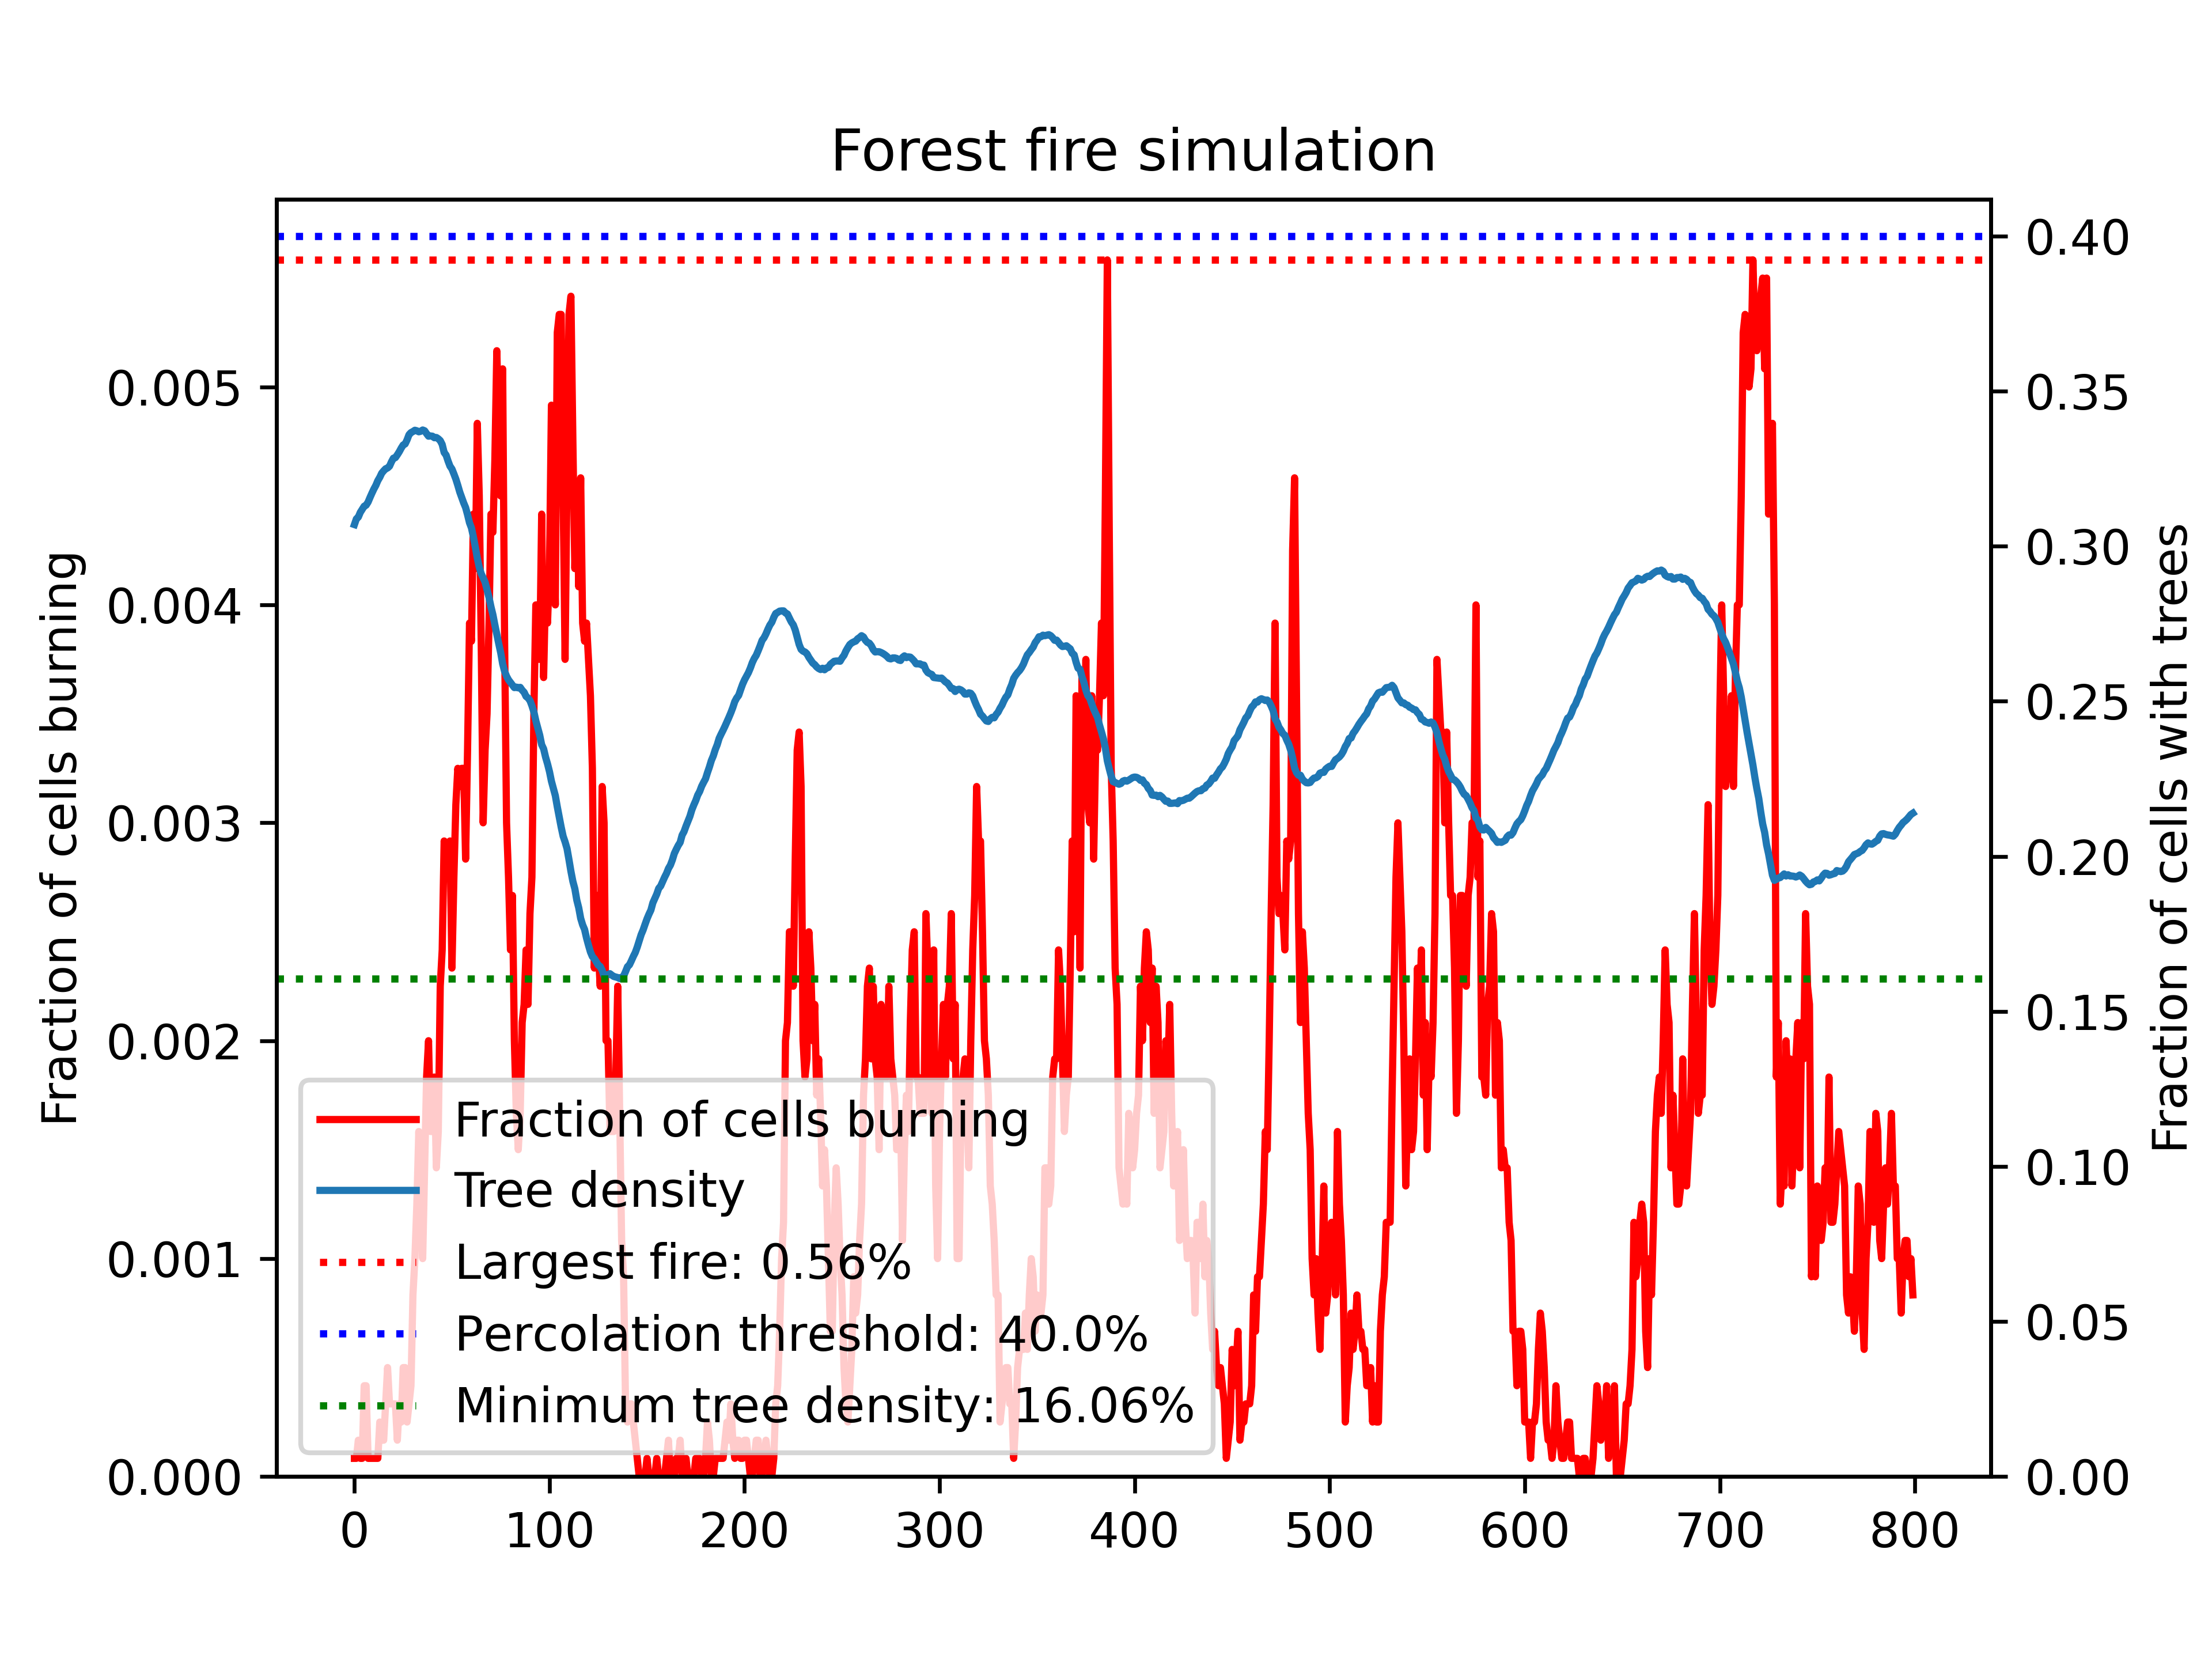 Forest fire simulation
Fraction of cells burning
0.005
0.004
0.003
0.002
0.001
0.000
Fraction of cells burning
Tree density
Largest fire: 0.56%
Percolation threshold: 40.0%
Minimum tree density: 16.06%
0 100 200 300 400 500 600 700 800
0.40
0.35
0.30
0.25
0.20
0.15
0.10
0.05
0.00
Fraction of cells with trees